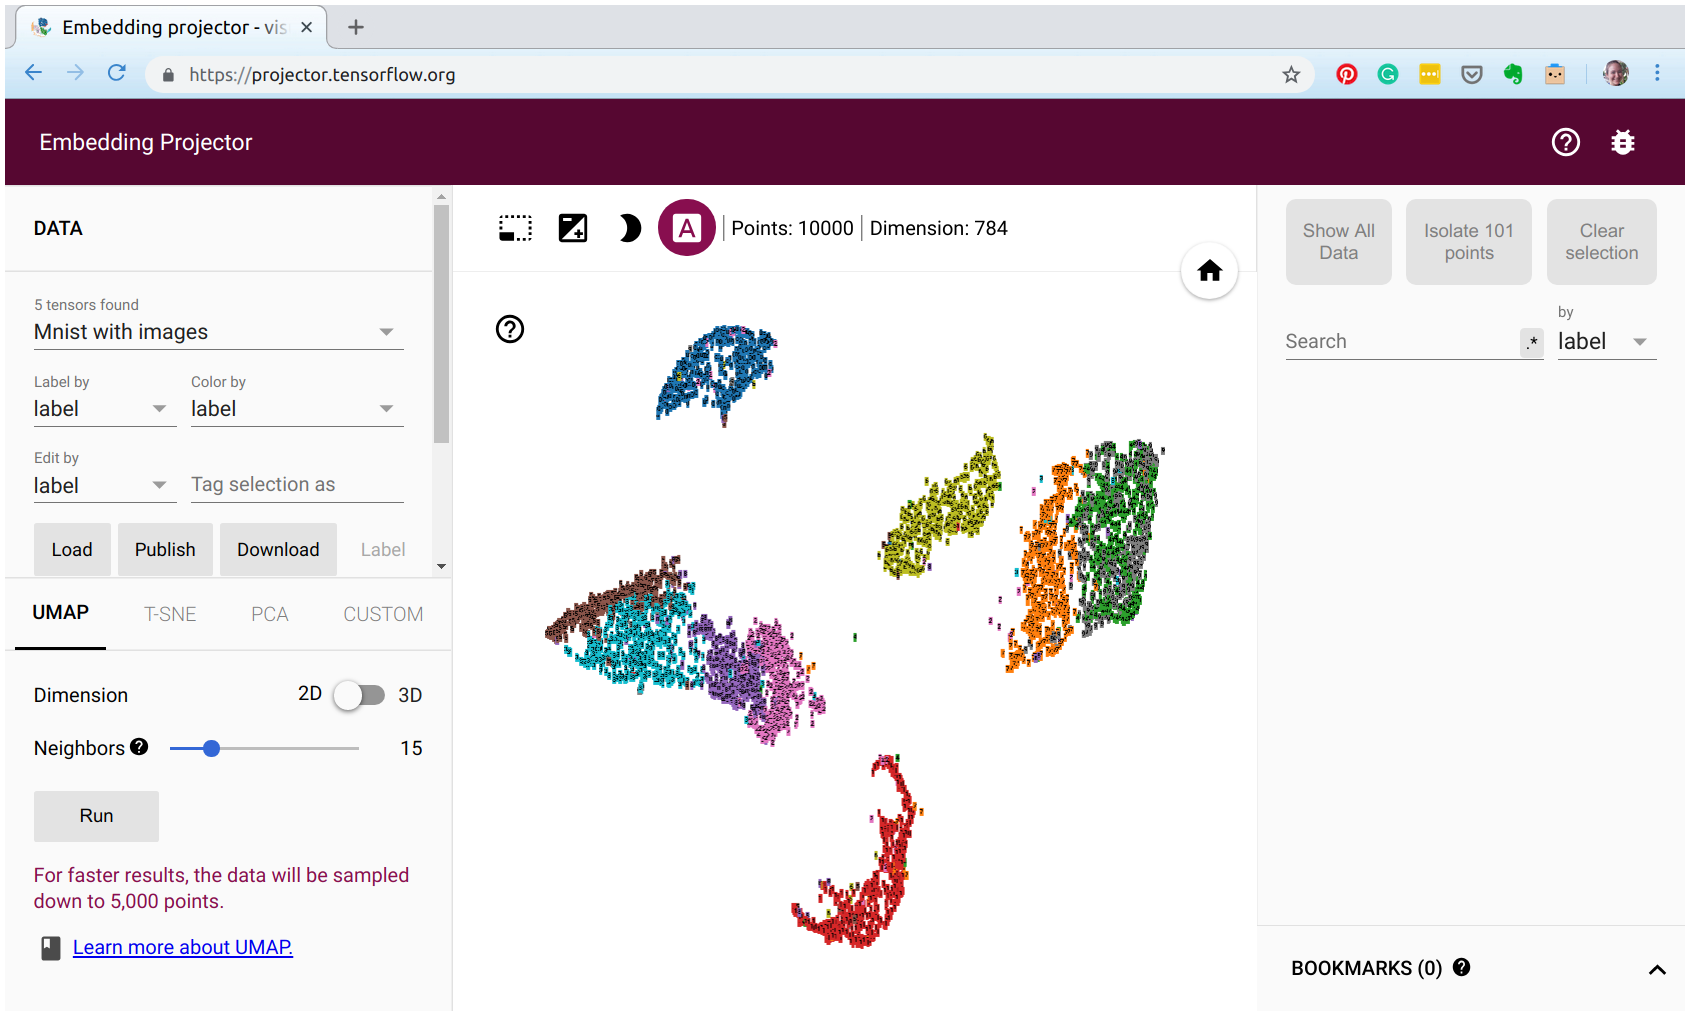 Embedding projector - vis
https://projector.tensorflow.org
Embedding Projector
DATA
5 tensors found
Mnist with images
Label by
label
Color by
label
Edit by
label
Tag selection as
Load
Publish
Download
Label
UMAP
T-SNE
PCA
CUSTOM
Dimension
2D
3D
Neighbors
15
Run
For faster results, the data will be sampled
down to 5,000 points.
Learn more about UMAP.
A
Points: 10000
Dimension: 784
Show All
Data
Isolate 101
points
Clear
selection
Search
.*
by
label
BOOKMARKS (0)